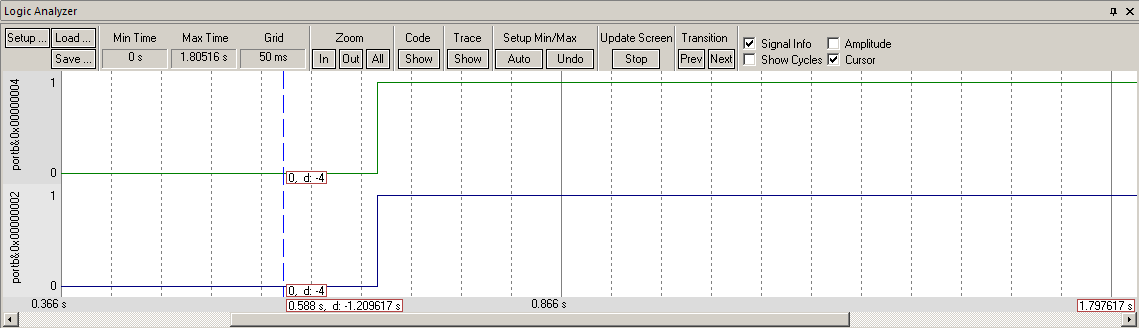 Logic Analyzer
Setup ... Load ... Min Time Max Time Grid Zoom Code Trace Setup Min/Max Update Screen Transition Signal Info Amplitude
Save ... 0 s 1.80516 s 50 ms In Out All Show Show Auto Undo Stop Prev Next Show Cycles Cursor
portb&0x00000004
1
0
0, d: -4
portb&0x00000002
1
0
0, d: -4
0.366 s 0.588 s, d: -1.209617 s 0.866 s 1.797617 s